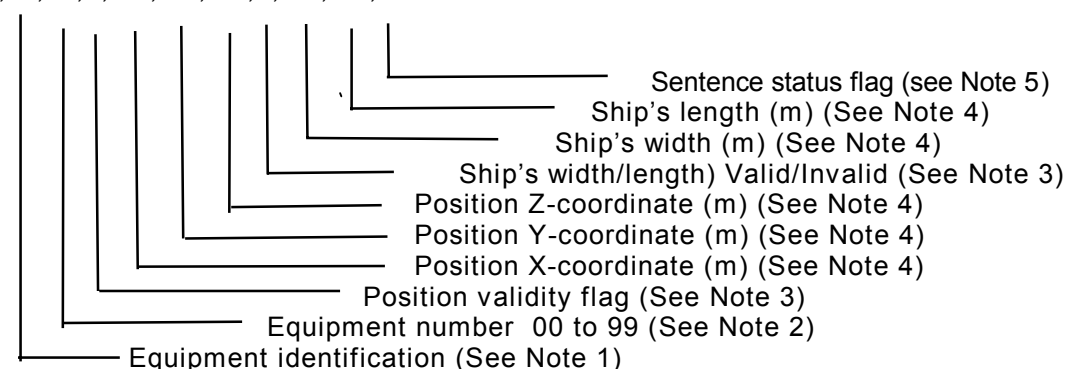 Sentence status flag (see Note 5)
Ship's length (m) (See Note 4)
Ship's width (m) (See Note 4)
Ship's width/length) Valid/Invalid (See Note 3)
Position Z-coordinate (m) (See Note 4)
Position Y-coordinate (m) (See Note 4)
Position X-coordinate (m) (See Note 4)
Position validity flag (See Note 3)
Equipment number 00 to 99 (See Note 2)
Equipment identification (See Note 1)